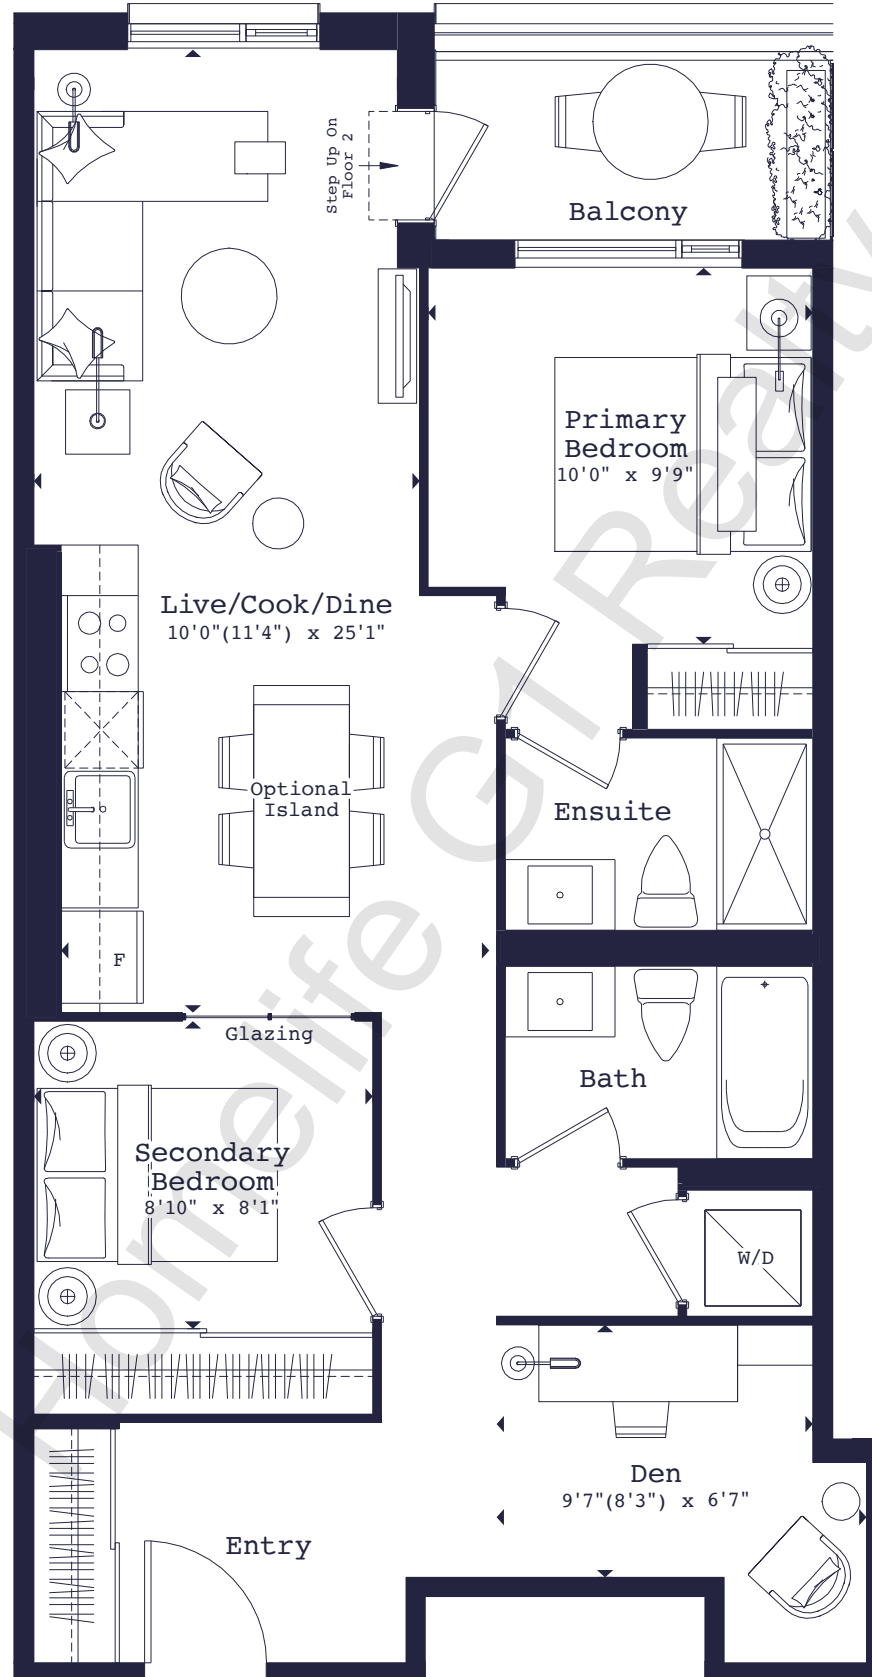 Step Up On
Floor 2
Balcony
Primary
Bedroom
10'0" x 9'9"
Live/Cook/Dine
10'0"(11'4") x 25'1"
Optional
Island
Ensuite
F
Glazing
Bath
Secondary
Bedroom
8'10" x 8'1"
W/D
Den
9'7"(8'3") x 6'7"
Entry
Homelife G1 Realty